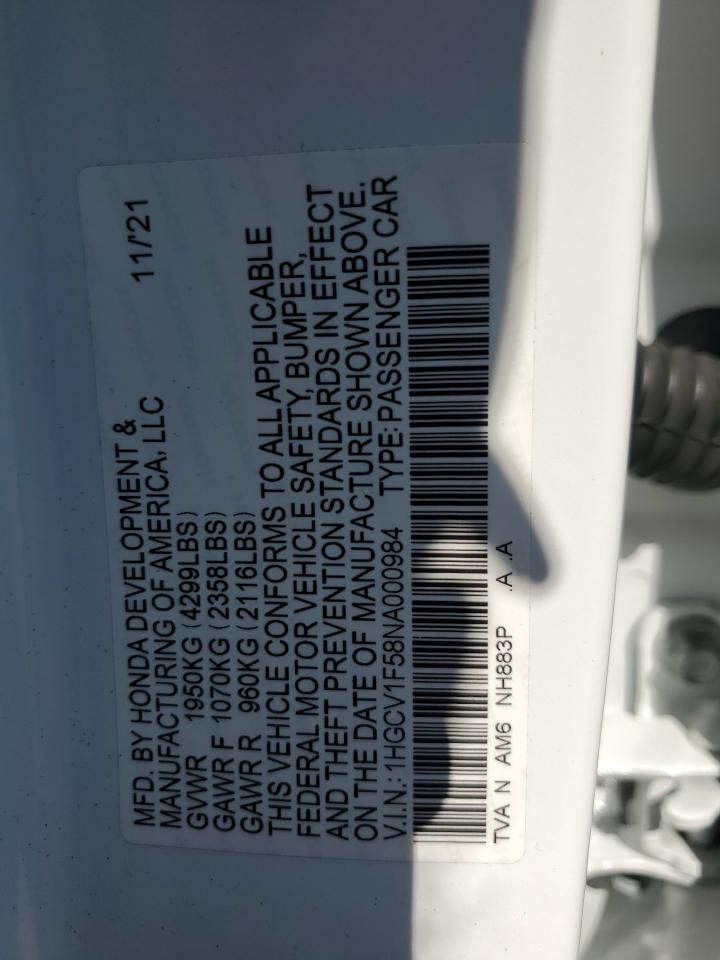 MFD. BY HONDA DEVELOPMENT & 11/'21
MANUFACTURING OF AMERICA, LLC
GVWR 1950KG (4299LBS)
GAWR F 1070KG (2358LBS)
GAWR R 960KG (2116LBS)
THIS VEHICLE CONFORMS TO ALL APPLICABLE
FEDERAL MOTOR VEHICLE SAFETY, BUMPER,
AND THEFT PREVENTION STANDARDS IN EFFECT
ON THE DATE OF MANUFACTURE SHOWN ABOVE.
V.I.N.:1HGCV1F58NA000984 TYPE:PASSENGER CAR
TVA N AM6 NH883P .A .A